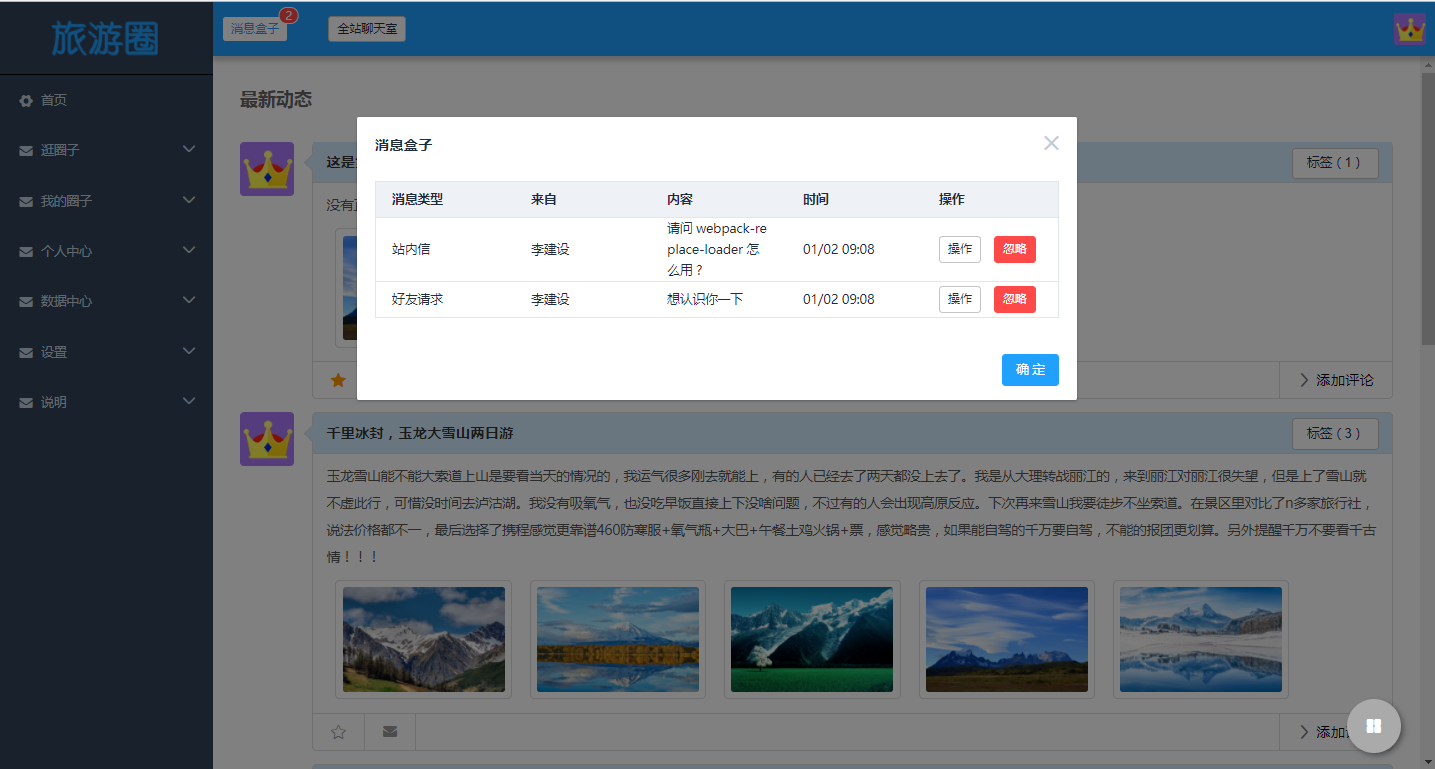 旅游圈
消息盒子
2
全站聊天室
首页
逛圈子
我的圈子
个人中心
数据中心
设置
说明
最新动态
这是
标签 ( 1 )
没有
添加评论
消息盒子
消息类型 来自 内容 时间 操作
站内信 李建设 请问 webpack-re
place-loader 怎
么用？
01/02 09:08 操作 忽略
好友请求 李建设 想认识你一下 01/02 09:08 操作 忽略
确定
千里冰封，玉龙大雪山两日游
标签 ( 3 )
玉龙雪山能不能大索道上山是要看当天的情况的，我运气很多刚去就能上，有的人已经去了两天都没上去了。我是从大理转战丽江的，来到丽江对丽江很失望，但是上了雪山就
不虚此行，可惜没时间去泸沽湖。我没有吸氧气，也没吃早饭直接上下没啥问题，不过有的人会出现高原反应。下次再来雪山我要徒步不坐索道。在景区里对比了n多家旅行社，
说法价格都不一，最后选择了携程感觉更靠谱460防寒服+氧气瓶+大巴+午餐土鸡火锅+票，感觉略贵，如果能自驾的千万要自驾，不能的报团更划算。另外提醒千万不要看千古
情！！！
添加